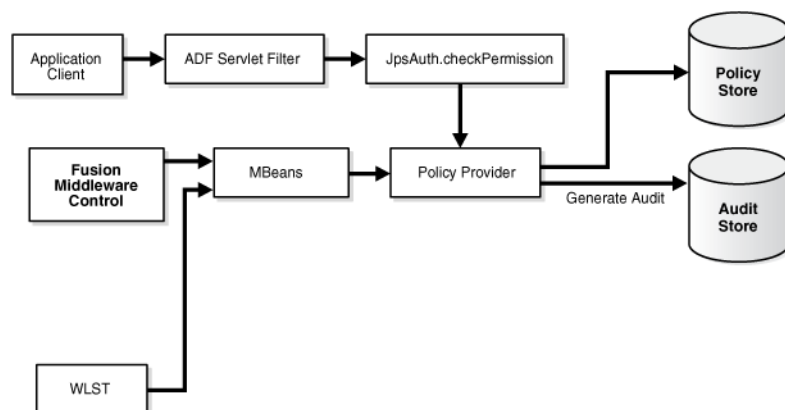 Application
Client
ADF Servlet Filter
JpsAuth.checkPermission
Policy
Store
Fusion
Middleware
Control
MBeans
Policy Provider
Generate Audit
Audit
Store
WLST